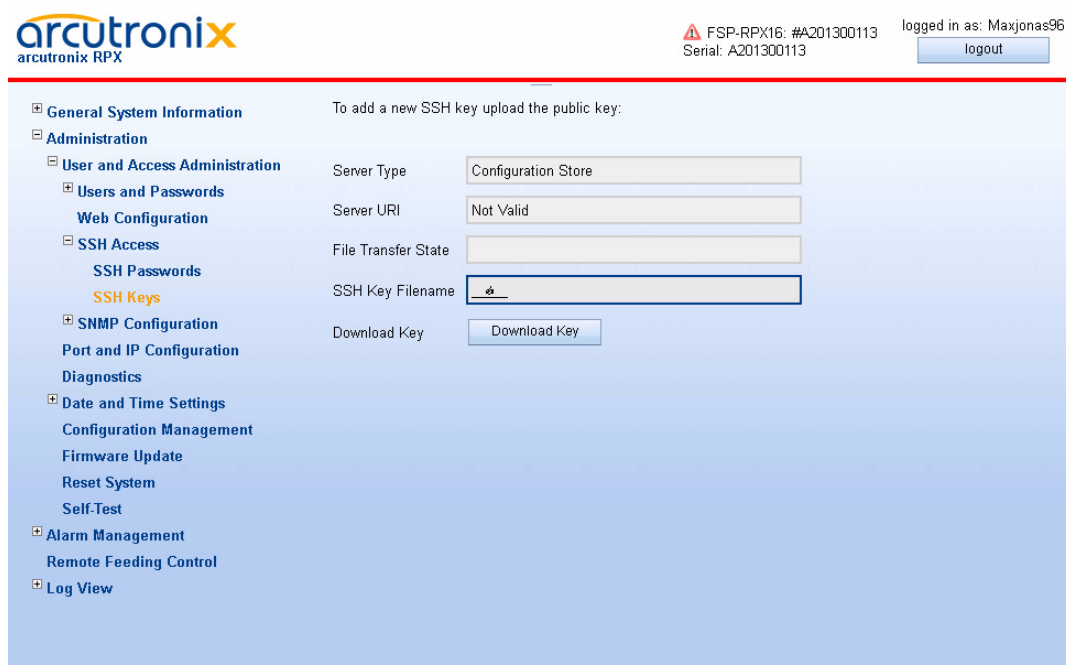 arcutronix
arcutronix RPX
FSP-RPX16: #A201300113
Serial: A201300113
logged in as: Maxjonas96
logout
General System Information
Administration
User and Access Administration
Users and Passwords
Web Configuration
SSH Access
SSH Passwords
SSH Keys
SNMP Configuration
Port and IP Configuration
Diagnostics
Date and Time Settings
Configuration Management
Firmware Update
Reset System
Self-Test
Alarm Management
Remote Feeding Control
Log View
To add a new SSH key upload the public key:
Server Type Configuration Store
Server URI Not Valid
File Transfer State
SSH Key Filename
Download Key Download Key